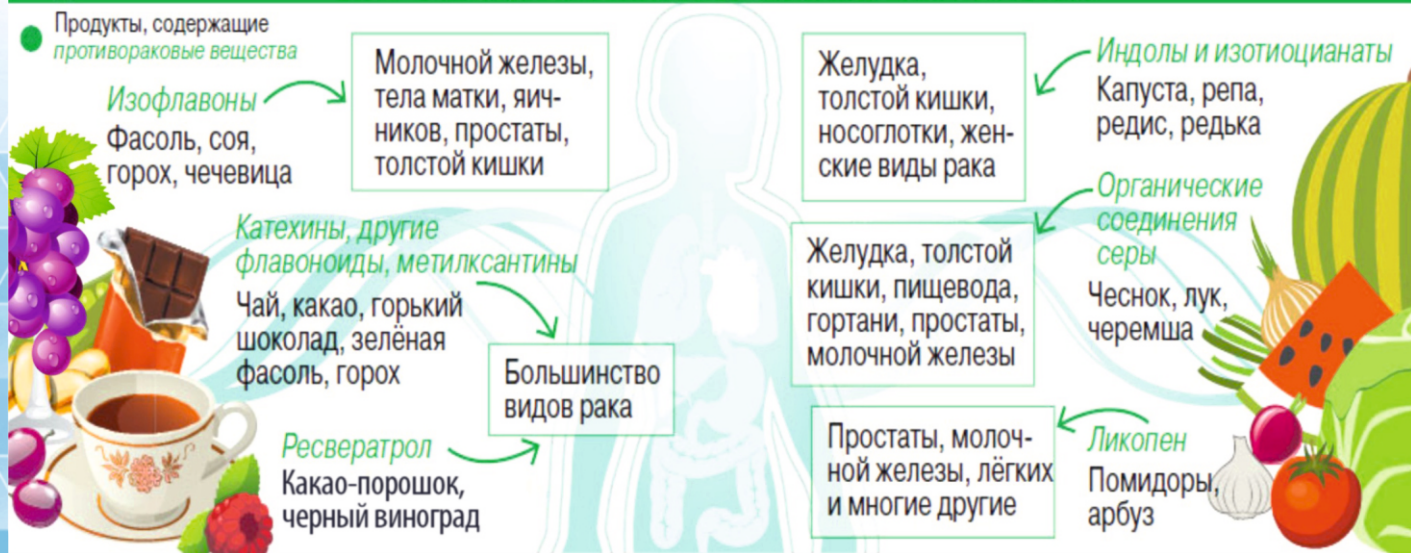 Продукты, содержащие
противораковые вещества
Изофлавоны
Фасоль, соя,
горох, чечевица
Молочной железы,
тела матки, яич-
ников, простаты,
толстой кишки
Катехины, другие
флавоноиды, метилксантины
Чай, какао, горький
шоколад, зелёная
фасоль, горох
Большинство
видов рака
Ресвератрол
Какао-порошок,
черный виноград
Желудка,
толстой кишки,
носоглотки, жен-
ские виды рака
Индолы и изотиоцианаты
Капуста, репа,
редис, редька
Желудка, толстой
кишки, пищевода,
гортани, простаты,
молочной железы
Органические
соединения
серы
Чеснок, лук,
черемша
Простаты, молоч-
ной железы, лёгких
и многие другие
Ликопен
Помидоры,
арбуз